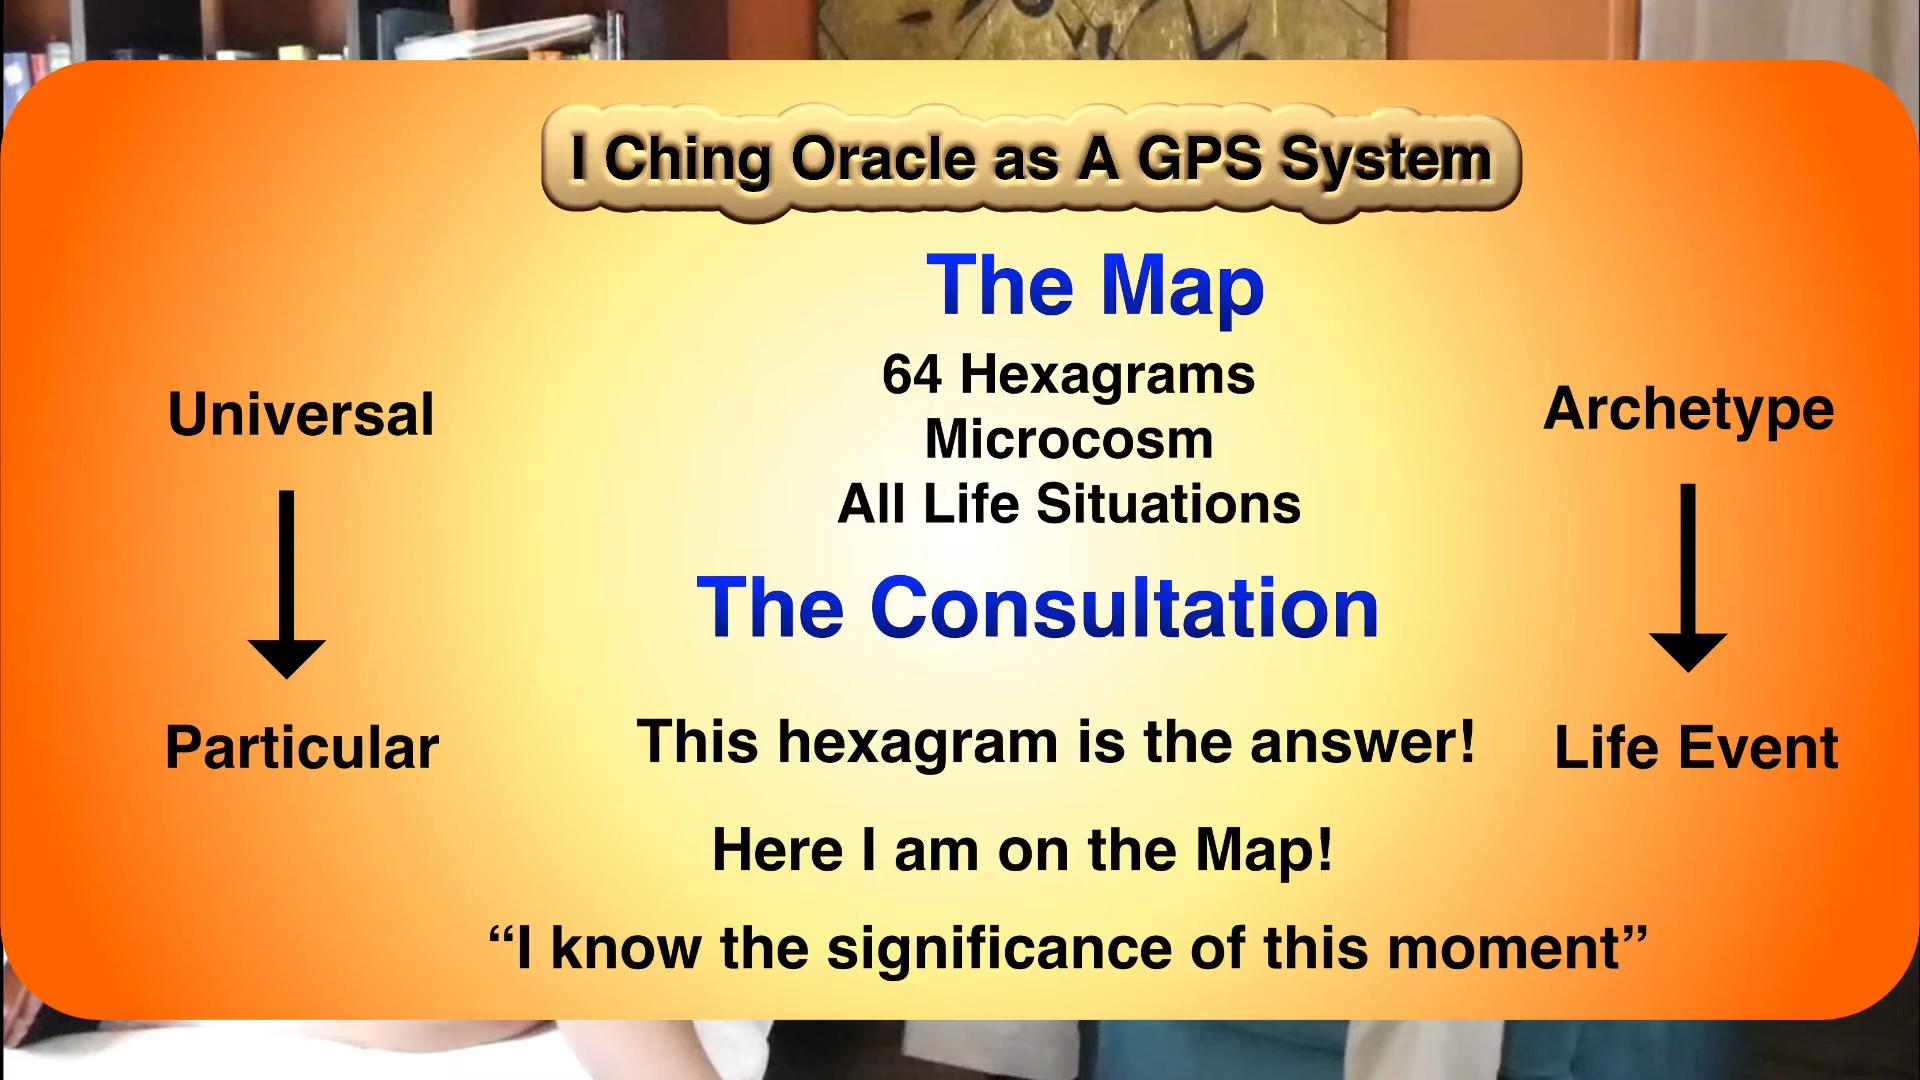 I Ching Oracle as A GPS System
The Map
64 Hexagrams
Microcosm
All Life Situations
Universal
Archetype
The Consultation
Particular
This hexagram is the answer!
Life Event
Here I am on the Map!
“I know the significance of this moment”